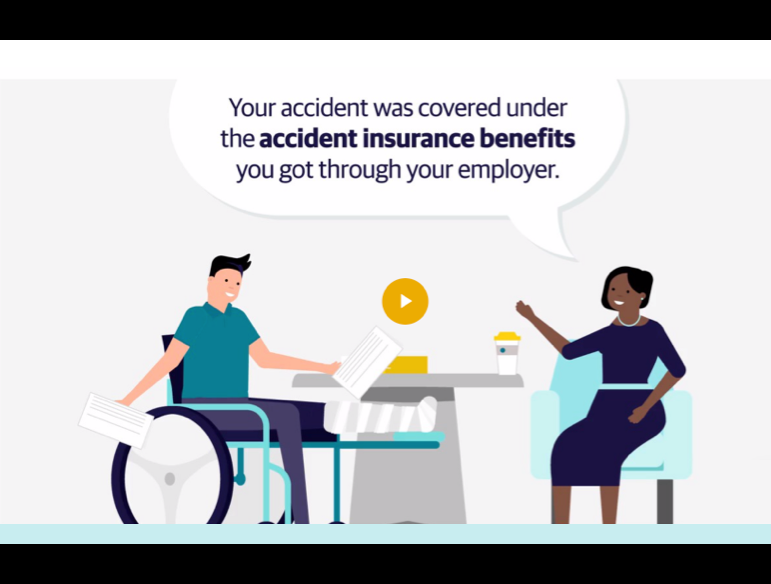 Your accident was covered under
the accident insurance benefits
you got through your employer.